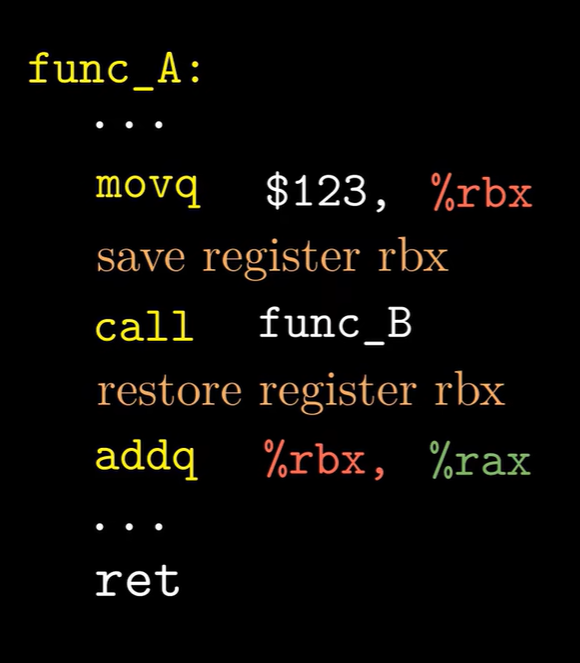 func_A:
...
movq $123, %rbx
save register rbx
call func_B
restore register rbx
addq %rbx, %rax
...
ret